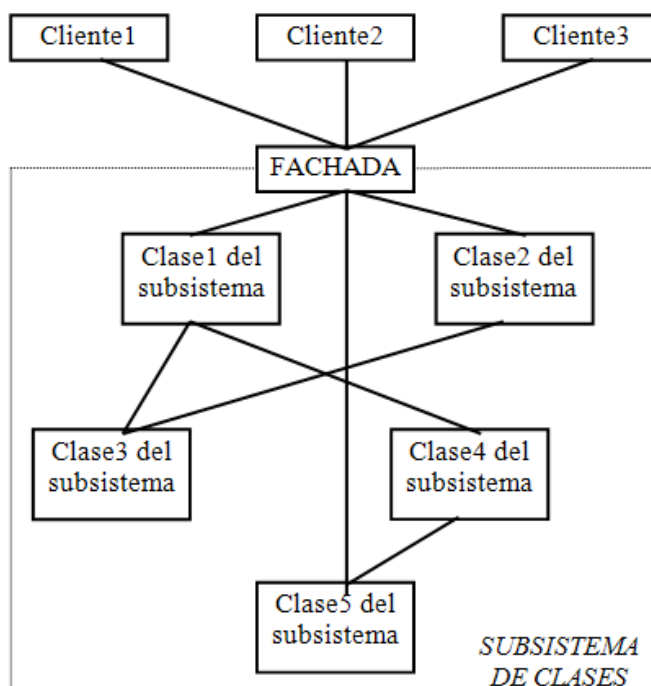 Cliente1
Cliente2
Cliente3
FACHADA
Clase1 del
subsistema
Clase2 del
subsistema
Clase3 del
subsistema
Clase4 del
subsistema
Clase5 del
subsistema
SUBSISTEMA
DE CLASES